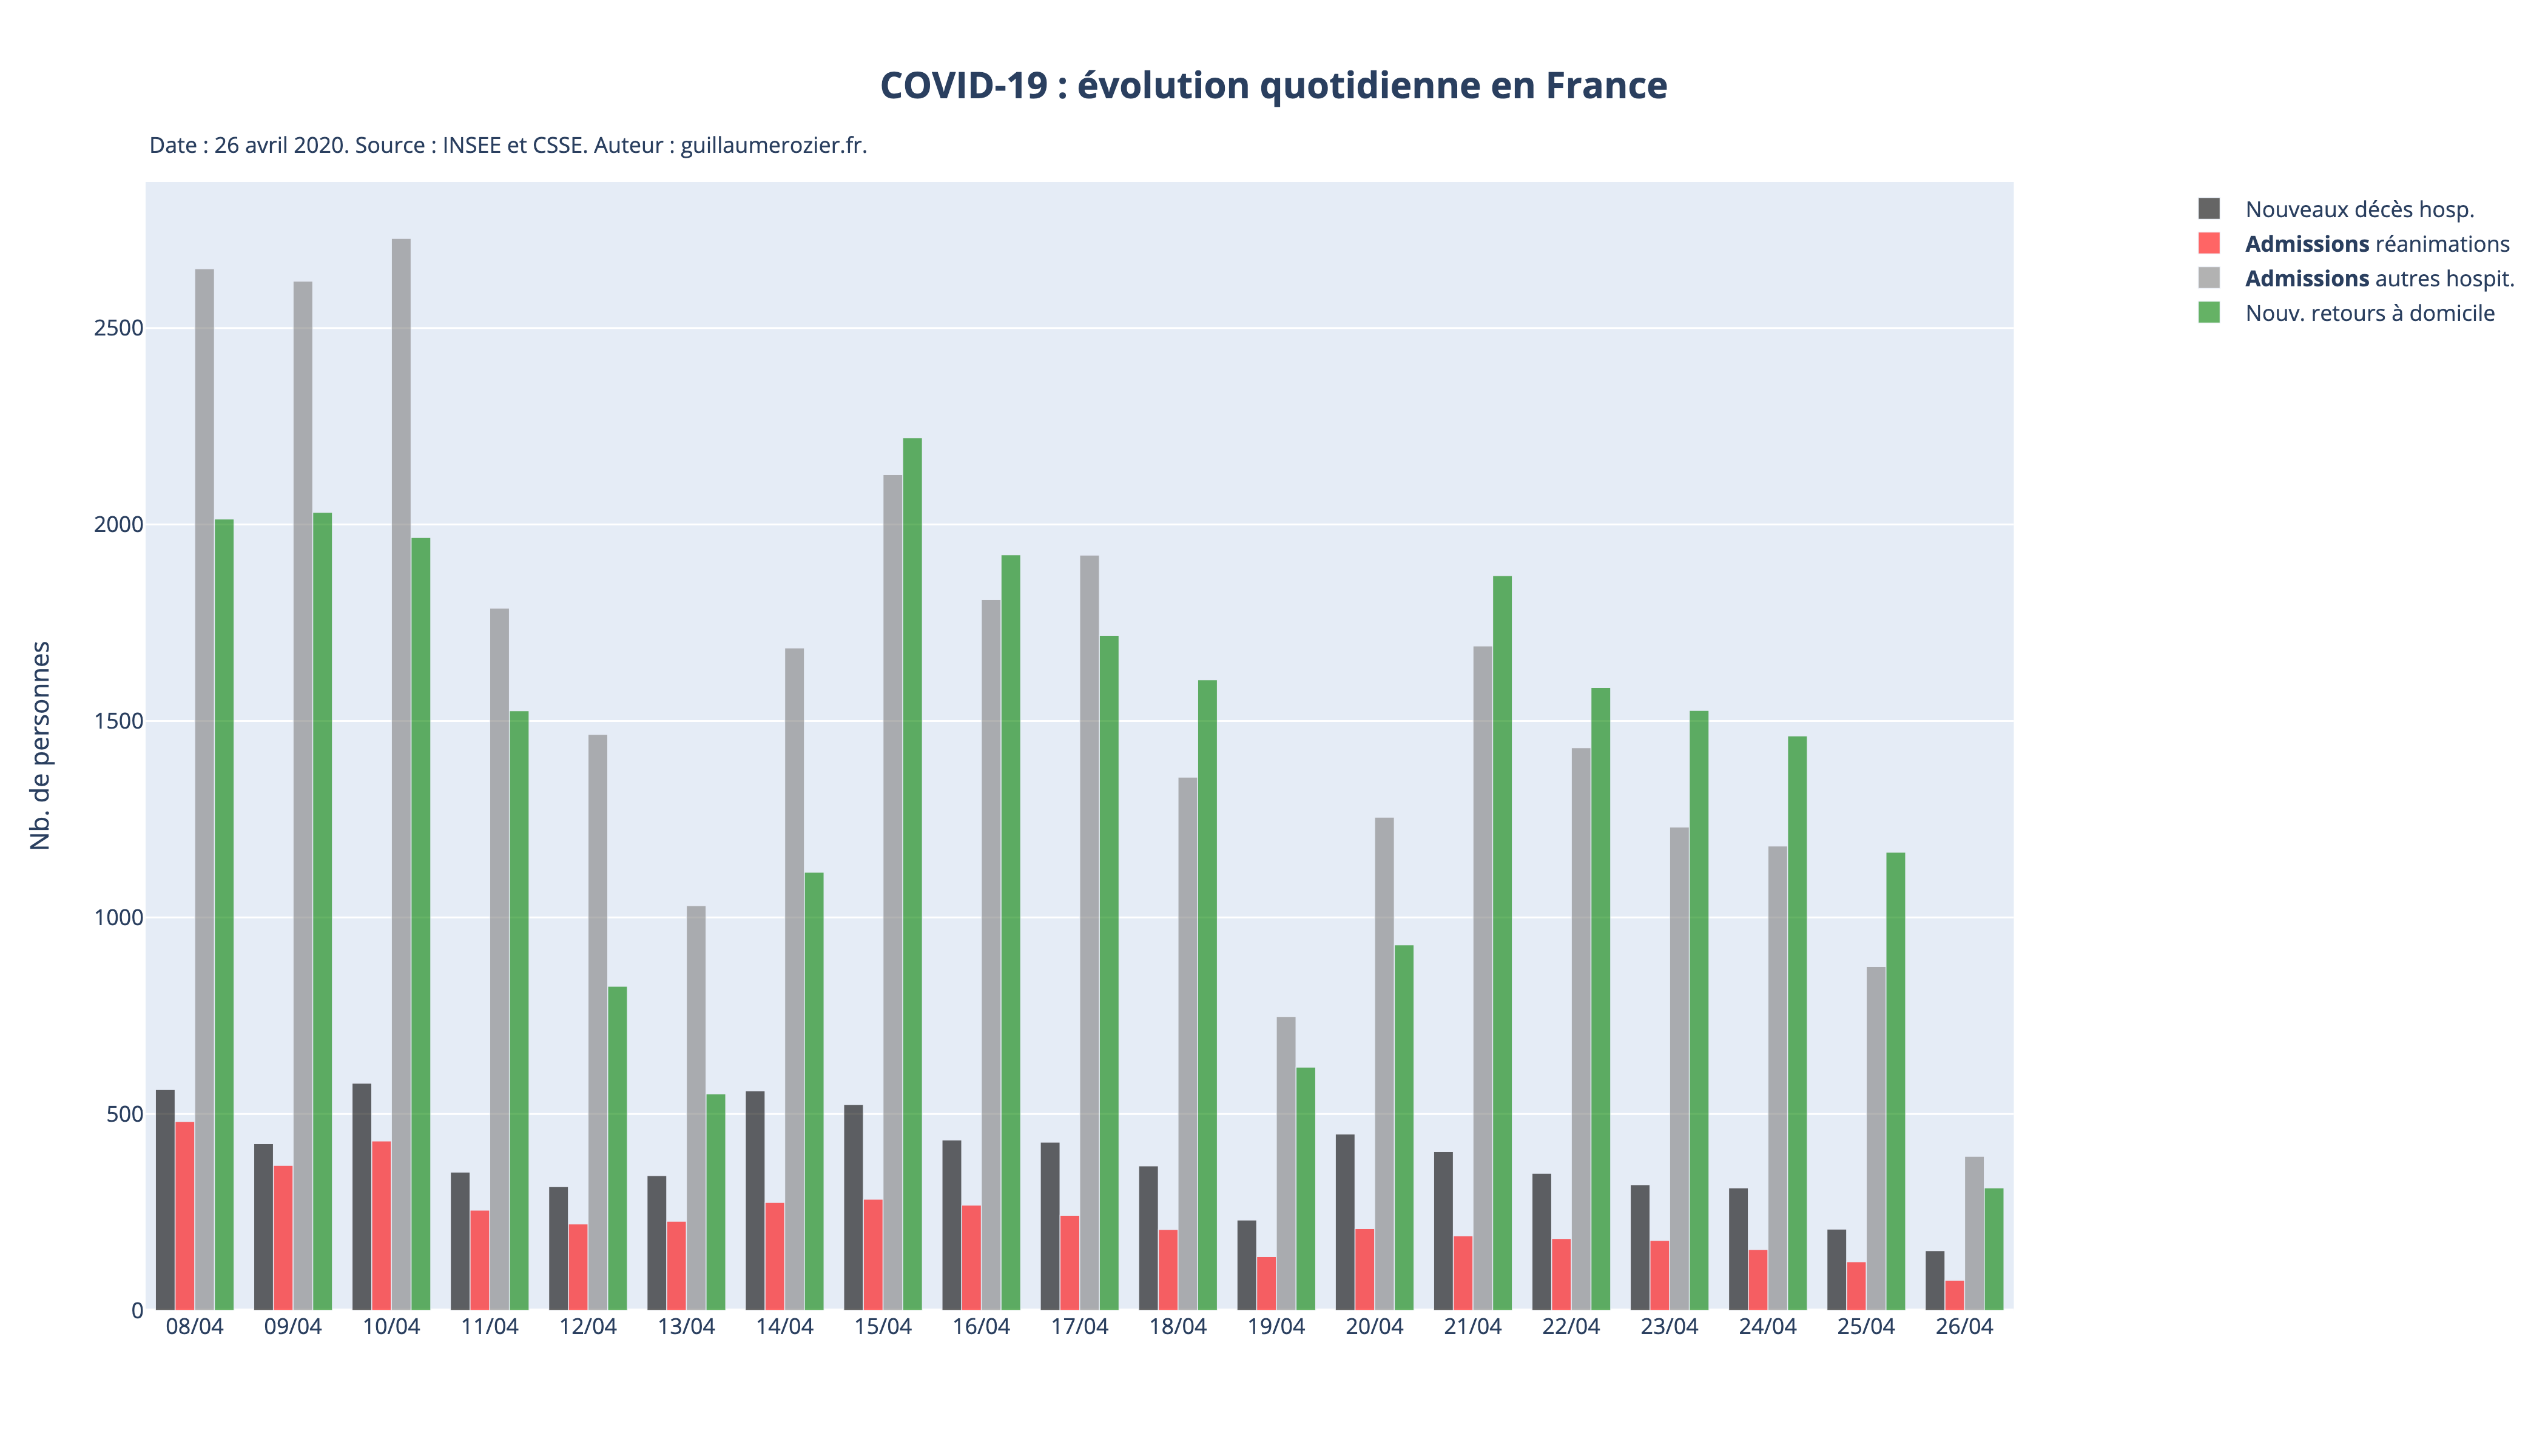 COVID-19 : évolution quotidienne en France
Date : 26 avril 2020. Source : INSEE et CSSE. Auteur : guillaumerozier.fr.
Nouveaux décès hosp.
Admissions réanimations
Admissions autres hospit.
Nouv. retours à domicile
Nb. de personnes
2500
2000
1500
1000
500
0
08/04 09/04 10/04 11/04 12/04 13/04 14/04 15/04 16/04 17/04 18/04 19/04 20/04 21/04 22/04 23/04 24/04 25/04 26/04